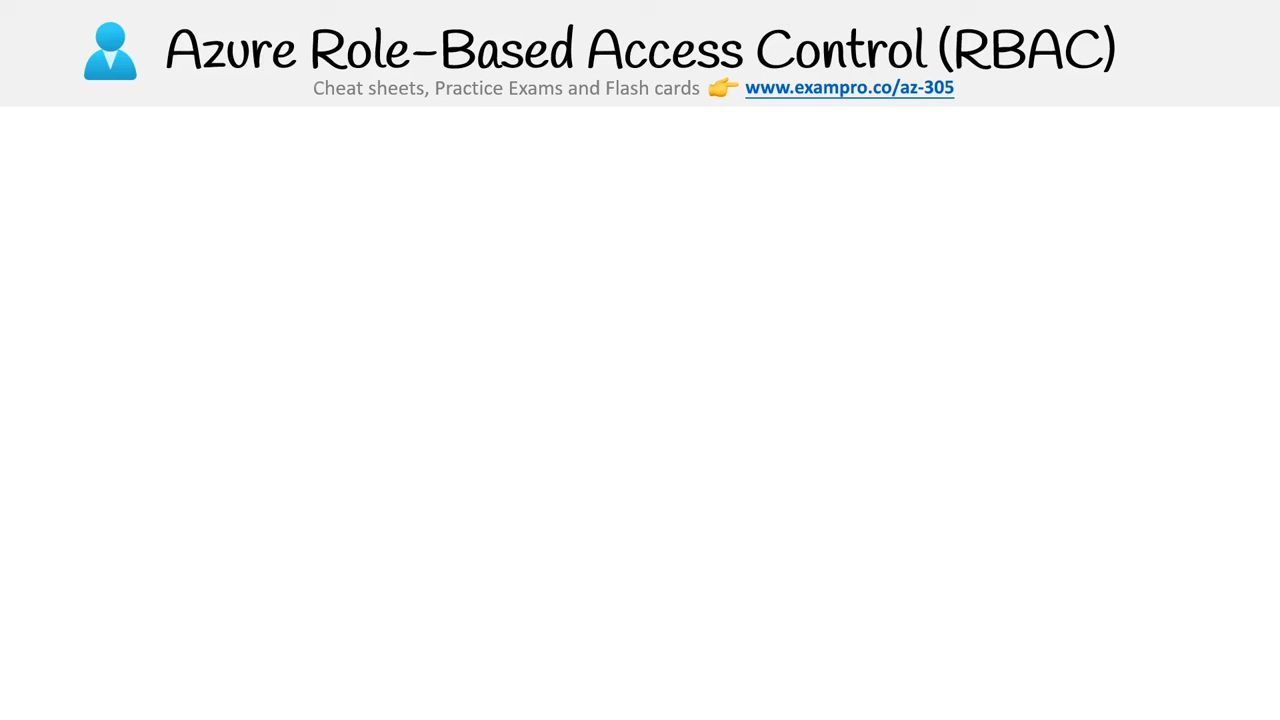 Azure Role-Based Access Control (RBAC)
Cheat sheets, Practice Exams and Flash cards 👉 www.exampro.co/az-305